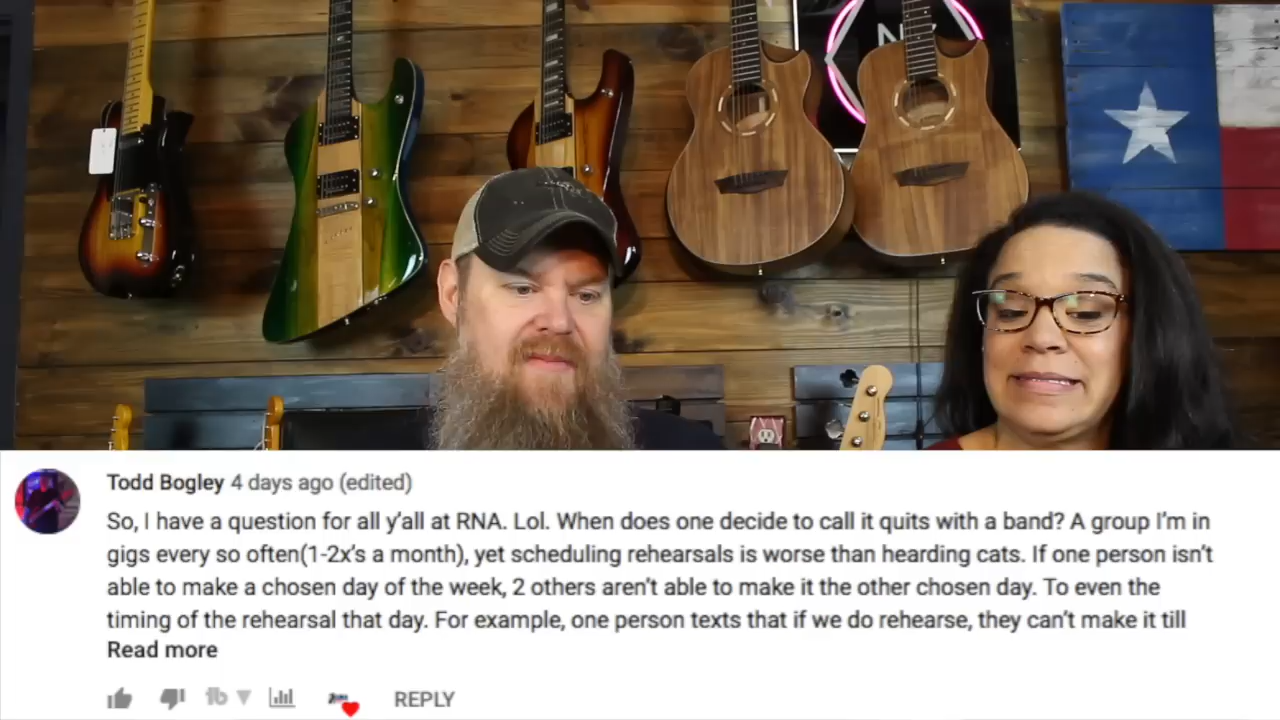 Todd Bogley 4 days ago (edited)
So, I have a question for all y'all at RNA. Lol. When does one decide to call it quits with a band? A group I'm in
gigs every so often(1-2x's a month), yet scheduling rehearsals is worse than hearding cats. If one person isn't
able to make a chosen day of the week, 2 others aren't able to make it the other chosen day. To even the
timing of the rehearsal that day. For example, one person texts that if we do rehearse, they can't make it till
Read more
REPLY